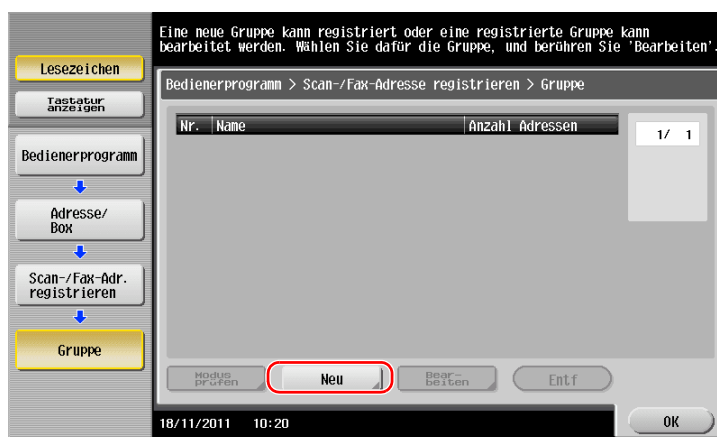 Eine neue Gruppe kann registriert oder eine registrierte Gruppe kann
bearbeitet werden. Wählen Sie dafür die Gruppe, und berühren Sie 'Bearbeiten'.
Lesezeichen
Tastatur
anzeigen
Bedienerprogramm > Scan-/Fax-Adresse registrieren > Gruppe
Nr. Name Anzahl Adressen
1/ 1
Bedienerprogramm
Adresse/
Box
Scan-/Fax-Adr.
registrieren
Gruppe
Modus
prüfen
Neu
Bear-
beiten
Entf
18/11/2011 10:20
OK